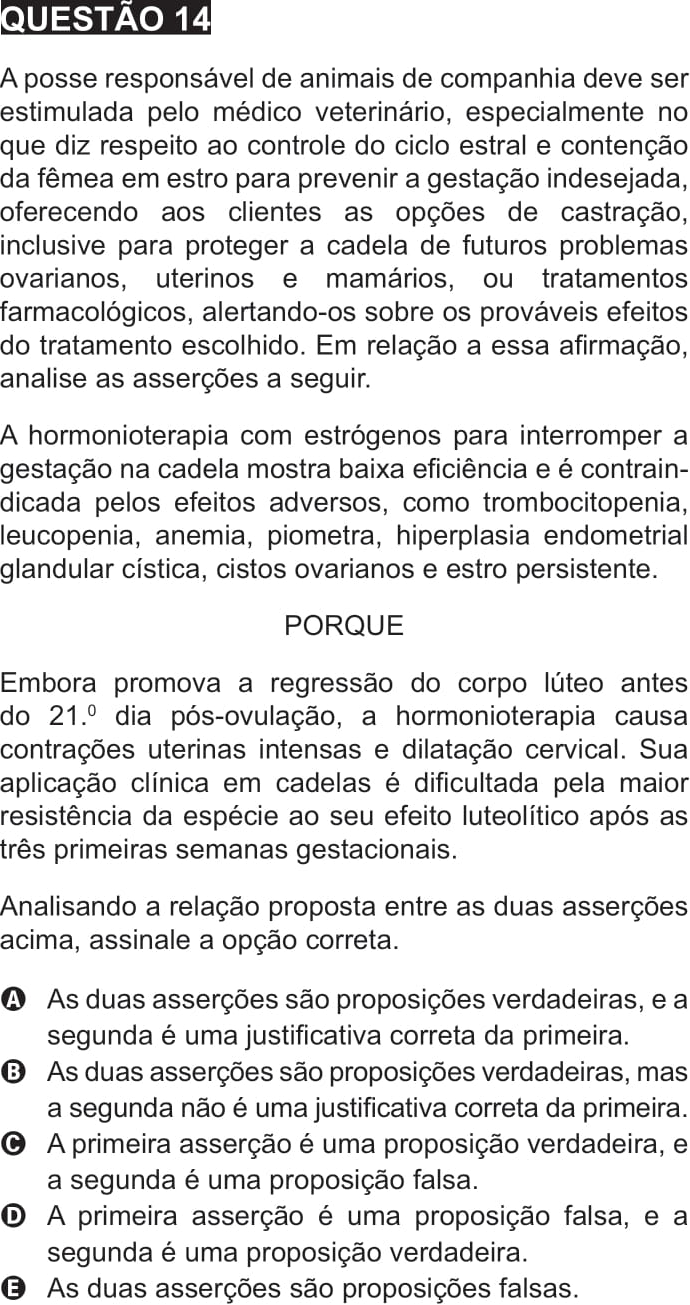 QUESTÃO 14
A posse responsável de animais de companhia deve ser
estimulada pelo médico veterinário, especialmente no
que diz respeito ao controle do ciclo estral e contenção
da fêmea em estro para prevenir a gestação indesejada,
oferecendo aos clientes as opções de castração,
inclusive para proteger a cadela de futuros problemas
ovarianos, uterinos e mamários, ou tratamentos
farmacológicos, alertando-os sobre os prováveis efeitos
do tratamento escolhido. Em relação a essa afirmação,
analise as asserções a seguir.
A hormonioterapia com estrógenos para interromper a
gestação na cadela mostra baixa eficiência e é contrain-
dicada pelos efeitos adversos, como trombocitopenia,
leucopenia, anemia, piometra, hiperplasia endometrial
glandular cística, cistos ovarianos e estro persistente.
PORQUE
Embora promova a regressão do corpo lúteo antes
do 21.⁰ dia pós-ovulação, a hormonioterapia causa
contrações uterinas intensas e dilatação cervical. Sua
aplicação clínica em cadelas é dificultada pela maior
resistência da espécie ao seu efeito luteolítico após as
três primeiras semanas gestacionais.
Analisando a relação proposta entre as duas asserções
acima, assinale a opção correta.
A As duas asserções são proposições verdadeiras, e a
segunda é uma justificativa correta da primeira.
B As duas asserções são proposições verdadeiras, mas
a segunda não é uma justificativa correta da primeira.
C A primeira asserção é uma proposição verdadeira, e
a segunda é uma proposição falsa.
D A primeira asserção é uma proposição falsa, e a
segunda é uma proposição verdadeira.
E As duas asserções são proposições falsas.